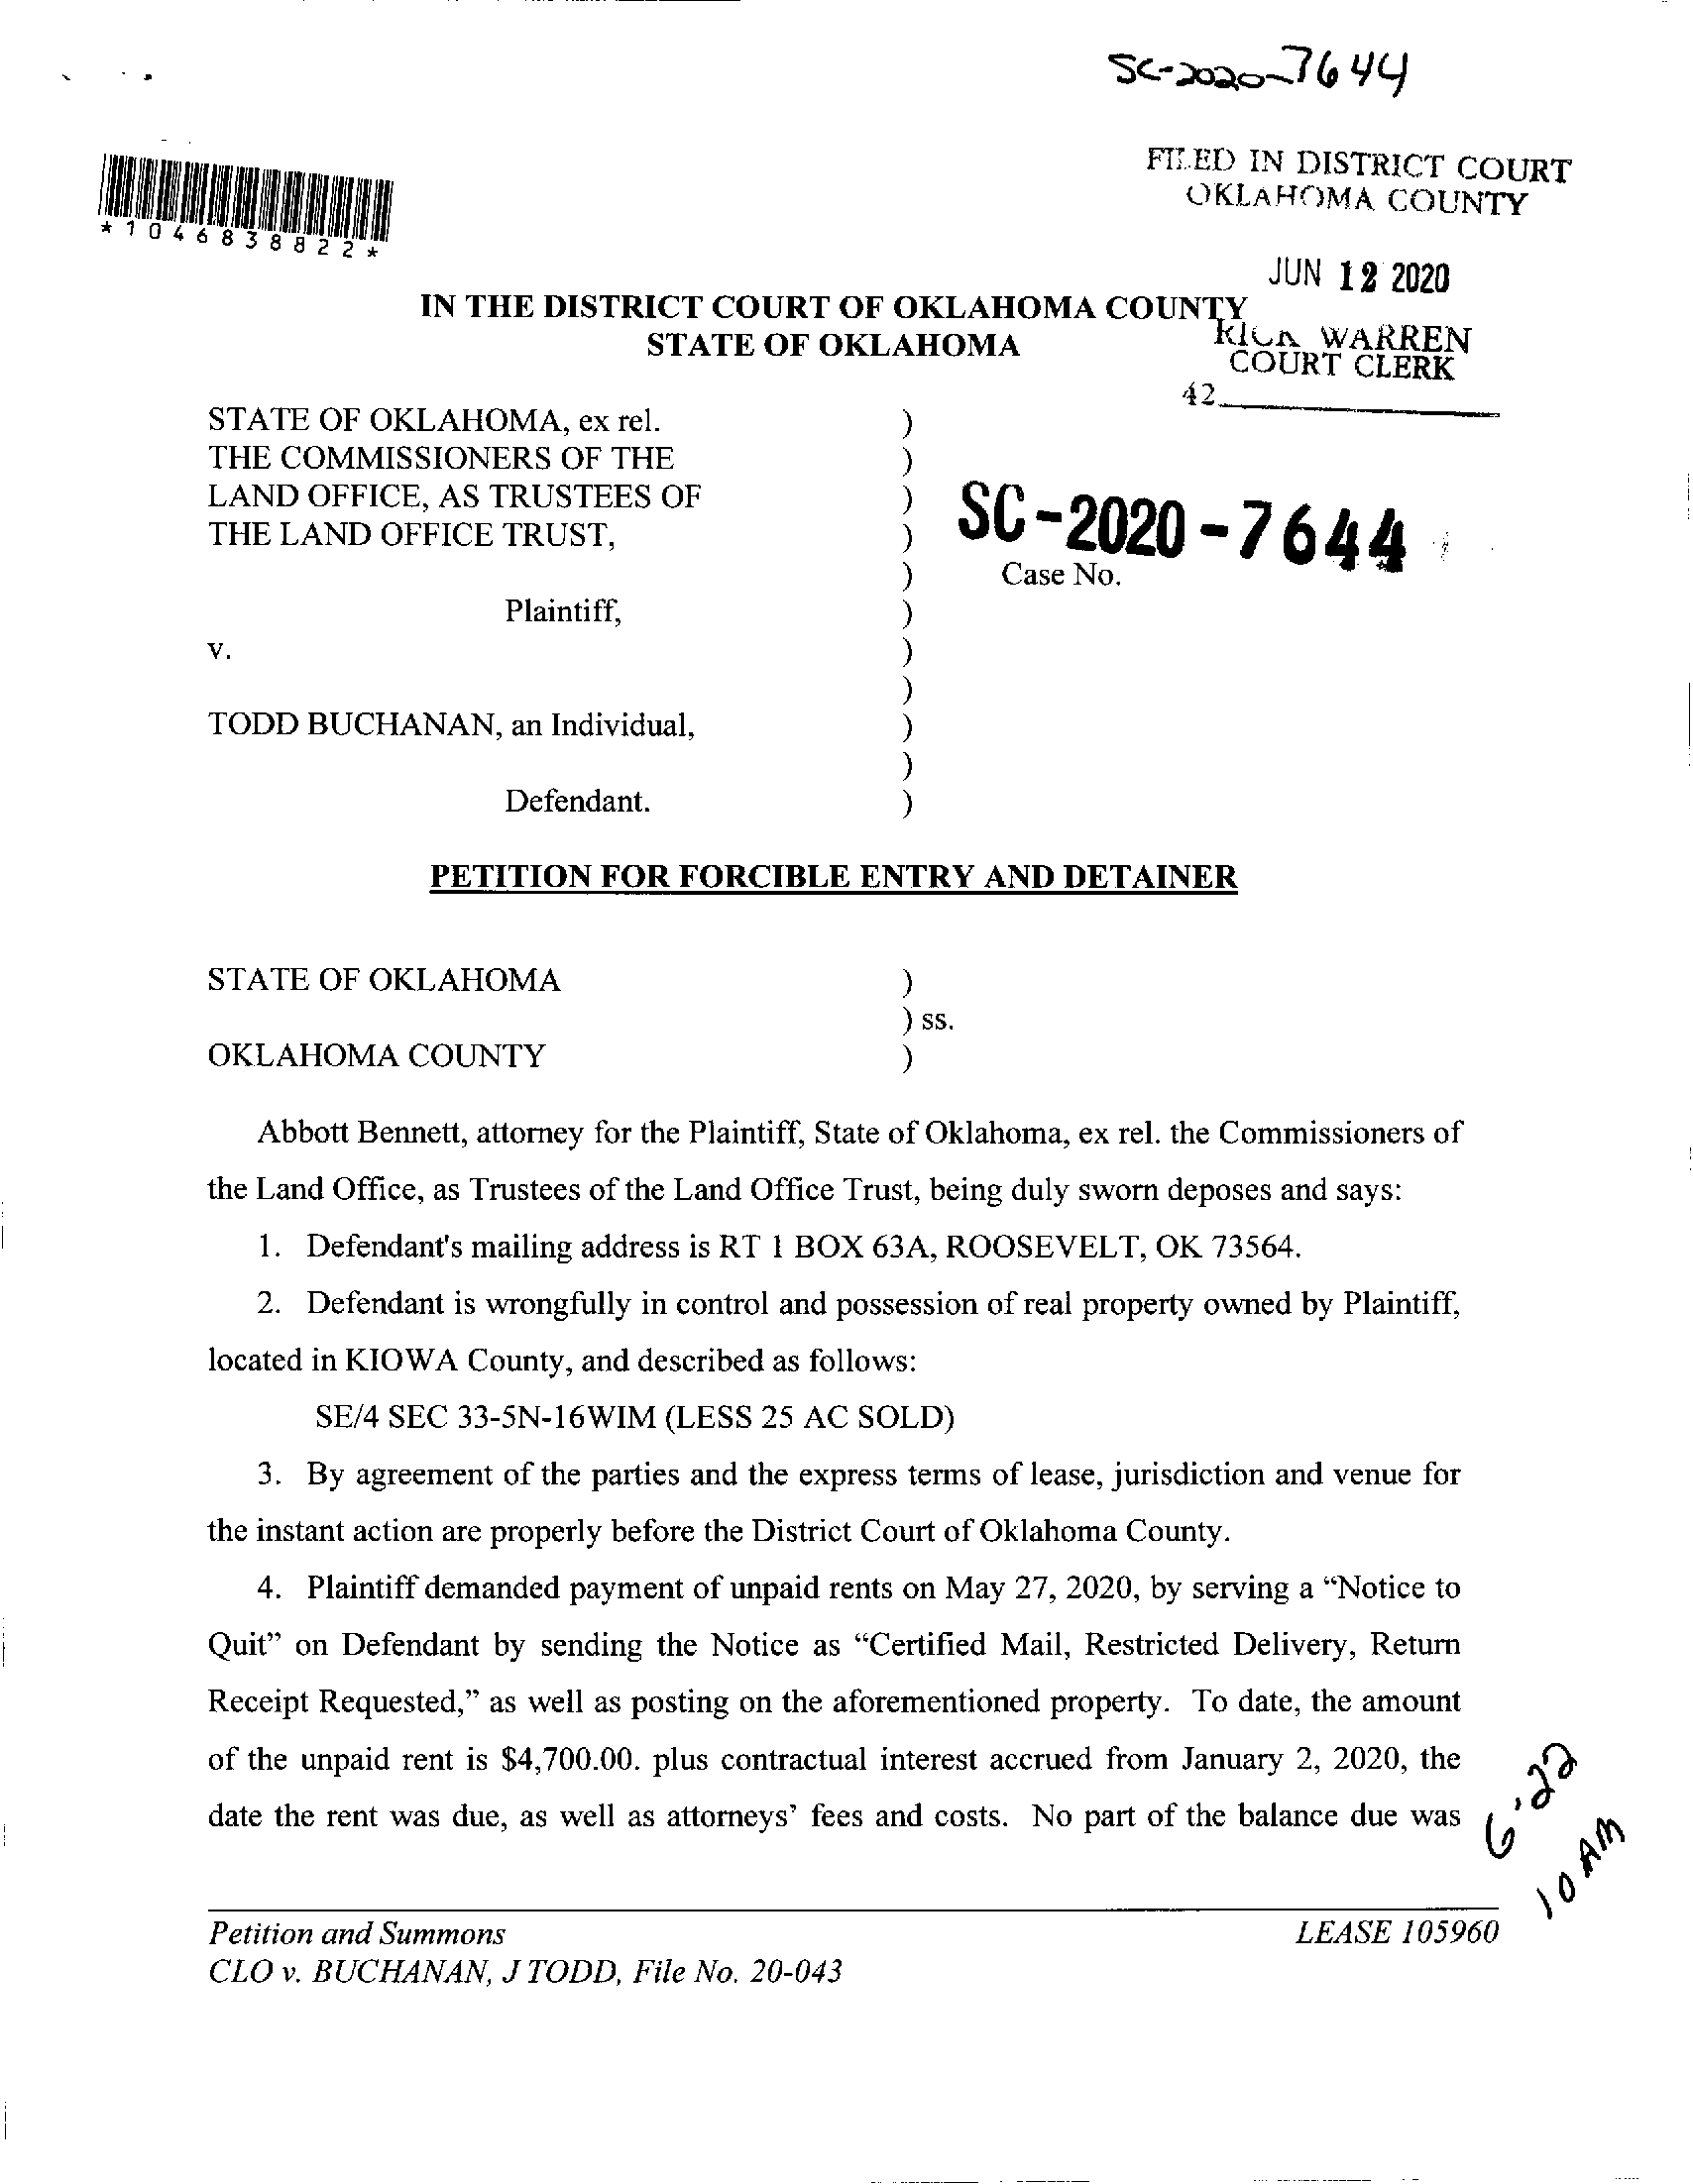 SC-2020-7644
FILED IN DISTRICT COURT
OKLAHOMA COUNTY
*1046838822*
JUN 12 2020
IN THE DISTRICT COURT OF OKLAHOMA COUNTY
STATE OF OKLAHOMA
RICK WARREN
COURT CLERK
42
STATE OF OKLAHOMA, ex rel. )
THE COMMISSIONERS OF THE )
LAND OFFICE, AS TRUSTEES OF )
THE LAND OFFICE TRUST, )
SC-2020-7644
) Case No.
Plaintiff, )
v. )
)
TODD BUCHANAN, an Individual, )
)
Defendant. )
PETITION FOR FORCIBLE ENTRY AND DETAINER
STATE OF OKLAHOMA )
) ss.
OKLAHOMA COUNTY )
Abbott Bennett, attorney for the Plaintiff, State of Oklahoma, ex rel. the Commissioners of
the Land Office, as Trustees of the Land Office Trust, being duly sworn deposes and says:
1. Defendant's mailing address is RT 1 BOX 63A, ROOSEVELT, OK 73564.
2. Defendant is wrongfully in control and possession of real property owned by Plaintiff,
located in KIOWA County, and described as follows:
SE/4 SEC 33-5N-16WIM (LESS 25 AC SOLD)
3. By agreement of the parties and the express terms of lease, jurisdiction and venue for
the instant action are properly before the District Court of Oklahoma County.
4. Plaintiff demanded payment of unpaid rents on May 27, 2020, by serving a “Notice to
Quit” on Defendant by sending the Notice as “Certified Mail, Restricted Delivery, Return
Receipt Requested,” as well as posting on the aforementioned property. To date, the amount
of the unpaid rent is $4,700.00. plus contractual interest accrued from January 2, 2020, the
date the rent was due, as well as attorneys’ fees and costs. No part of the balance due was
6-22
10 AM
Petition and Summons LEASE 105960
CLO v. BUCHANAN, J TODD, File No. 20-043